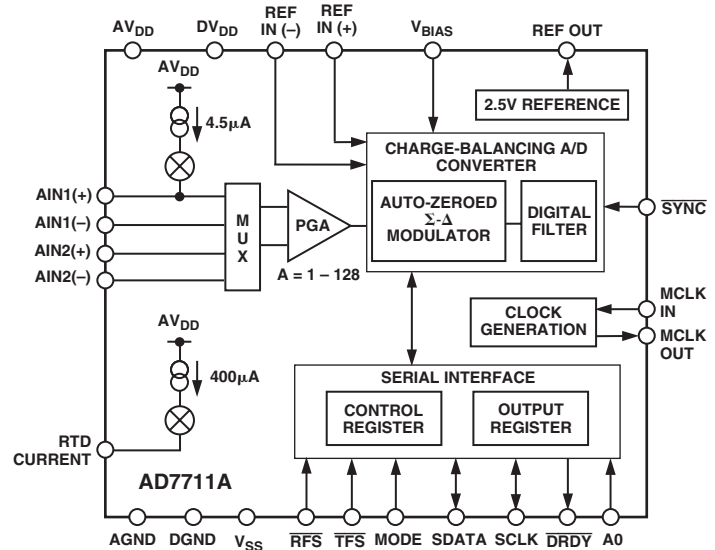 AVDD
DVDD
REF
IN (–)
REF
IN (+)
VBIAS
REF OUT
AVDD
4.5µA
2.5V REFERENCE
CHARGE-BALANCING A/D
CONVERTER
AUTO-ZEROED
Σ-Δ
MODULATOR
DIGITAL
FILTER
AIN1(+)
AIN1(–)
AIN2(+)
AIN2(–)
M
U
X
PGA
A = 1 – 128
SYNC
CLOCK
GENERATION
MCLK
IN
MCLK
OUT
AVDD
400µA
SERIAL INTERFACE
CONTROL
REGISTER
OUTPUT
REGISTER
RTD
CURRENT
AD7711A
AGND
DGND
VSS
RFS
TFS
MODE
SDATA
SCLK
DRDY
A0